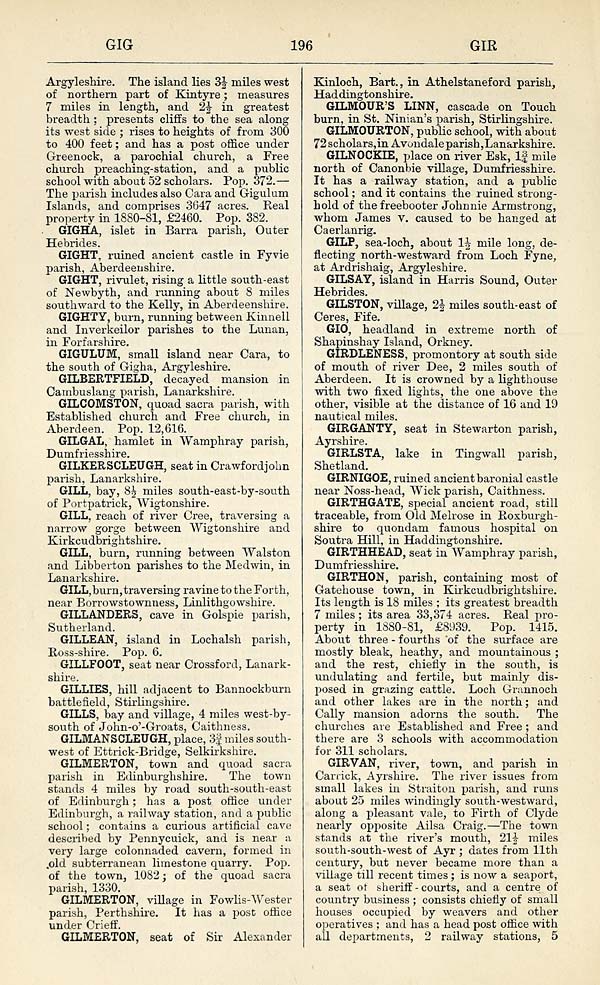 GIG 196 GIR
Argyleshire. The island lies 3½ miles west
of northern part of Kintyre; measures
7 miles in length, and 2½ in greatest
breadth; presents cliffs to the sea along
its west side; rises to heights of from 300
to 400 feet; and has a post office under
Greenock, a parochial church, a Free
church preaching-station, and a public
school with about 52 scholars. Pop. 372.—
The parish includes also Cara and Gigulum
Islands, and comprises 3647 acres. Real
property in 1880-81, £2460. Pop. 382.
GIGHA, islet in Barra parish, Outer
Hebrides.
GIGHT, ruined ancient castle in Fyvie
parish, Aberdeenshire.
GIGHT, rivulet, rising a little south-east
of Newbyth, and running about 8 miles
southward to the Kelly, in Aberdeenshire.
GIGHTY, burn, running between Kinnell
and Inverkeilor parishes to the Lunan,
in Forfarshire.
GIGULUM, small island near Cara, to
the south of Gigha, Argyleshire.
GILBERTFIELD, decayed mansion in
Cambuslang parish, Lanarkshire.
GILCOMSTON, quoad sacra parish, with
Established church and Free church, in
Aberdeen. Pop. 12,616.
GILGAL, hamlet in Wamphray parish,
Dumfriesshire.
GILKERSCLEUGH, seat in Crawfordjohn
parish, Lanarkshire.
GILL, bay, 8½ miles south-east-by-south
of Portpatrick, Wigtonshire.
GILL, reach of river Cree, traversing a
narrow gorge between Wigtonshire and
Kirkcudbrightshire.
GILL, burn, running between Walston
and Libberton parishes to the Medwin, in
Lanarkshire.
GILL, burn, traversing ravine to the Forth,
near Borrowstownness, Linlithgowshire.
GILLANDERS, cave in Golspie parish,
Sutherland.
GILLEAN, island in Lochalsh parish,
Ross-shire. Pop. 6.
GILLFOOT, seat near Crossford, Lanark-
shire.
GILLIES, hill adjacent to Bannockburn
battlefield, Stirlingshire.
GILLS, bay and village, 4 miles west-by-
south of John-o'-Groats, Caithness.
GILMANSCLEUGH, place, 3¾ miles south-
west of Ettrick-Bridge, Selkirkshire.
GILMERTON, town and quoad sacra
parish in Edinburghshire. The town
stands 4 miles by road south-south-east
of Edinburgh; has a post office under
Edinburgh, a railway station, and a public
school; contains a curious artificial cave
described by Pennycuick, and is near a
very large colonnaded cavern, formed in
old subterranean limestone quarry. Pop.
of the town, 1082; of the quoad sacra
parish, 1330.
GILMERTON, village in Fowlis-Wester
parish, Perthshire. It has a post office
under Crieff.
GILMERTON, seat of Sir Alexander
Kinloch, Bart., in Athelstaneford parish,
Haddingtonshire.
GILMOUR'S LINN, cascade on Touch
burn, in St. Ninian's parish, Stirlingshire.
GILMOURTON, public school, with about
72 scholars, in Avondale parish, Lanarkshire.
GILNOCKIE, place on river Esk, 1¾ mile
north of Canonbie village, Dumfriesshire.
It has a railway station, and a public
school; and it contains the ruined strong-
hold of the freebooter Johnnie Armstrong,
whom James V. caused to be hanged at
Caerlanrig.
GILP, sea-loch, about 1½ mile long, de-
flecting north-westward from Loch Fyne,
at Ardrishaig, Argyleshire.
GILSAY, island in Harris Sound, Outer
Hebrides.
GILSTON, village, 2½ miles south-east of
Ceres, Fife.
GIO, headland in extreme north of
Shapinshay Island, Orkney.
GIRDLENESS, promontory at south side
of mouth of river Dee, 2 miles south of
Aberdeen. It is crowned by a lighthouse
with two fixed lights, the one above the
other, visible at the distance of 16 and 19
nautical miles.
GIRGANTY, seat in Stewarton parish,
Ayrshire.
GIRLSTA, lake in Tingwall parish,
Shetland.
GIRNIGOE, ruined ancient baronial castle
near Noss-head, Wick parish, Caithness.
GIRTHGATE, special ancient road, still
traceable, from Old Melrose in Roxburgh-
shire to quondam famous hospital on
Soutra Hill, in Haddingtonshire.
GIRTHHEAD, seat in Wamphray parish,
Dumfriesshire.
GIRTHON, parish, containing most of
Gatehouse town, in Kirkcudbrightshire.
Its length is 18 miles; its greatest breadth
7 miles; its area 33,374 acres. Real pro-
perty in 1880-81, £8939. Pop. 1415.
About three-fourths of the surface are
mostly bleak, heathy, and mountainous;
and the rest, chiefly in the south, is
undulating and fertile, but mainly dis-
posed in grazing cattle. Loch Grannoch
and other lakes are in the north; and
Cally mansion adorns the south. The
churches are Established and Free; and
there are 3 schools with accommodation
for 311 scholars.
GIRVAN, river, town, and parish in
Carrick, Ayrshire. The river issues from
small lakes in Straiton parish, and runs
about 25 miles windingly south-westward,
along a pleasant vale, to Firth of Clyde
nearly opposite Ailsa Craig.—The town
stands at the river's mouth, 21½ miles
south-south-west of Ayr; dates from 11th
century, but never became more than a
village till recent times; is now a seaport,
a seat of sheriff-courts, and a centre of
country business; consists chiefly of small
houses occupied by weavers and other
operatives; and has a head post office with
all departments, 2 railway stations, 5